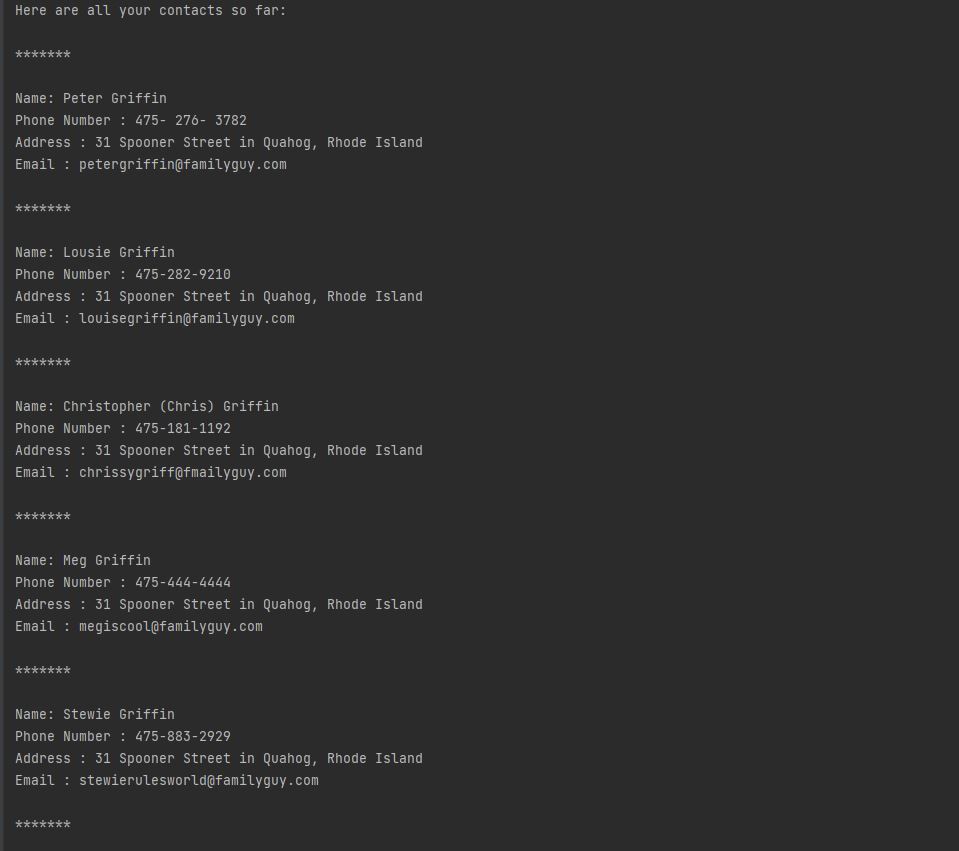 Here are all your contacts so far:
*******
Name: Peter Griffin
Phone Number : 475- 276- 3782
Address : 31 Spooner Street in Quahog, Rhode Island
Email : petergriffin@familyguy.com
*******
Name: Lousie Griffin
Phone Number : 475-282-9210
Address : 31 Spooner Street in Quahog, Rhode Island
Email : louisegriffin@familyguy.com
*******
Name: Christopher (Chris) Griffin
Phone Number : 475-181-1192
Address : 31 Spooner Street in Quahog, Rhode Island
Email : chrissygriff@fmailyguy.com
*******
Name: Meg Griffin
Phone Number : 475-444-4444
Address : 31 Spooner Street in Quahog, Rhode Island
Email : megiscool@familyguy.com
*******
Name: Stewie Griffin
Phone Number : 475-883-2929
Address : 31 Spooner Street in Quahog, Rhode Island
Email : stewierulesworld@familyguy.com
*******